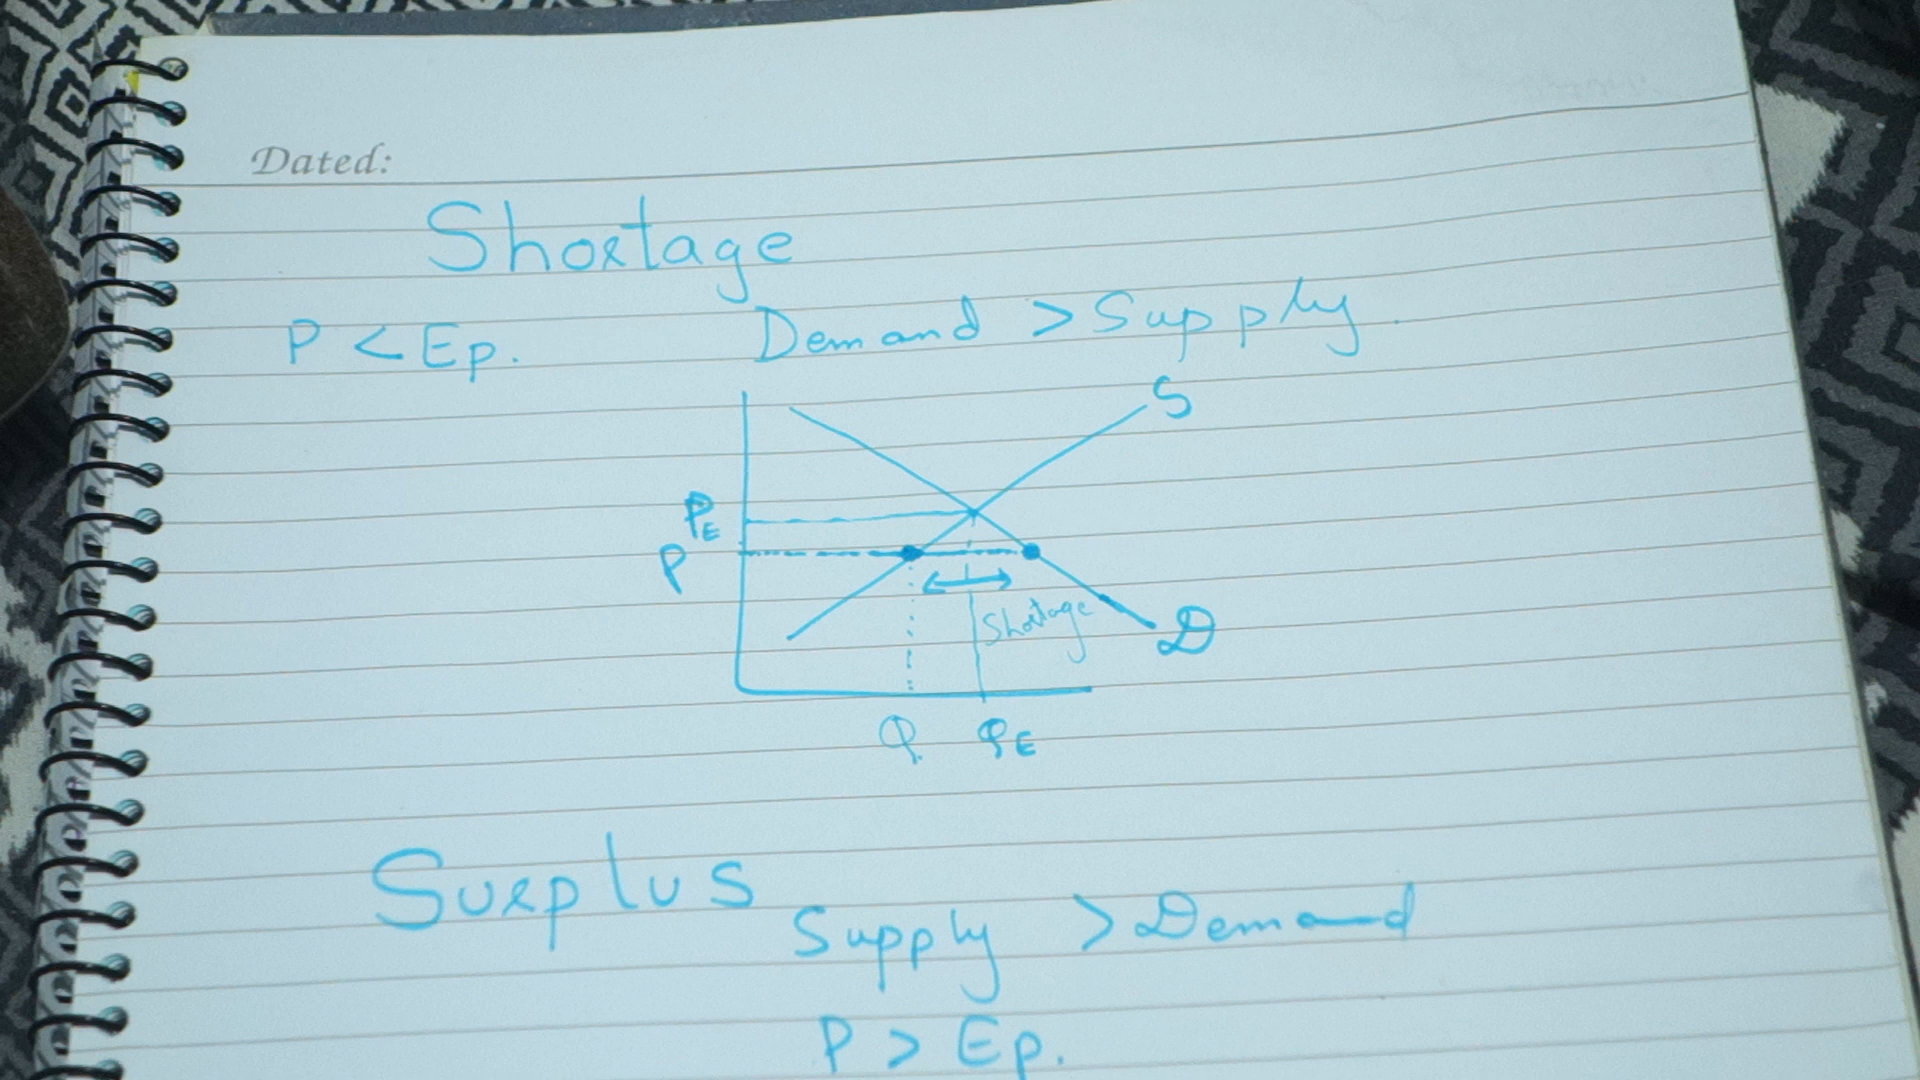 Dated:
Shortage
P < Ep. Demand > Supply.
S
PE
P
Shortage
D
Q QE
Surplus
Supply > Demand
P > Ep.